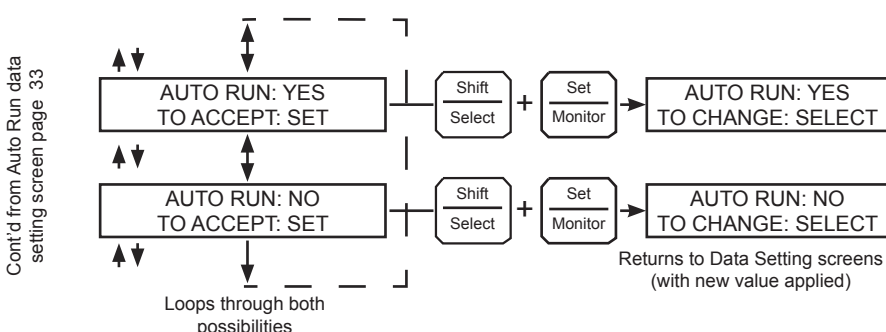 Cont'd from Auto Run data
setting screen page 33
AUTO RUN: YES
TO ACCEPT: SET
Shift
Select
+
Set
Monitor
AUTO RUN: YES
TO CHANGE: SELECT
AUTO RUN: NO
TO ACCEPT: SET
Shift
Select
+
Set
Monitor
AUTO RUN: NO
TO CHANGE: SELECT
Returns to Data Setting screens
(with new value applied)
Loops through both
possibilities